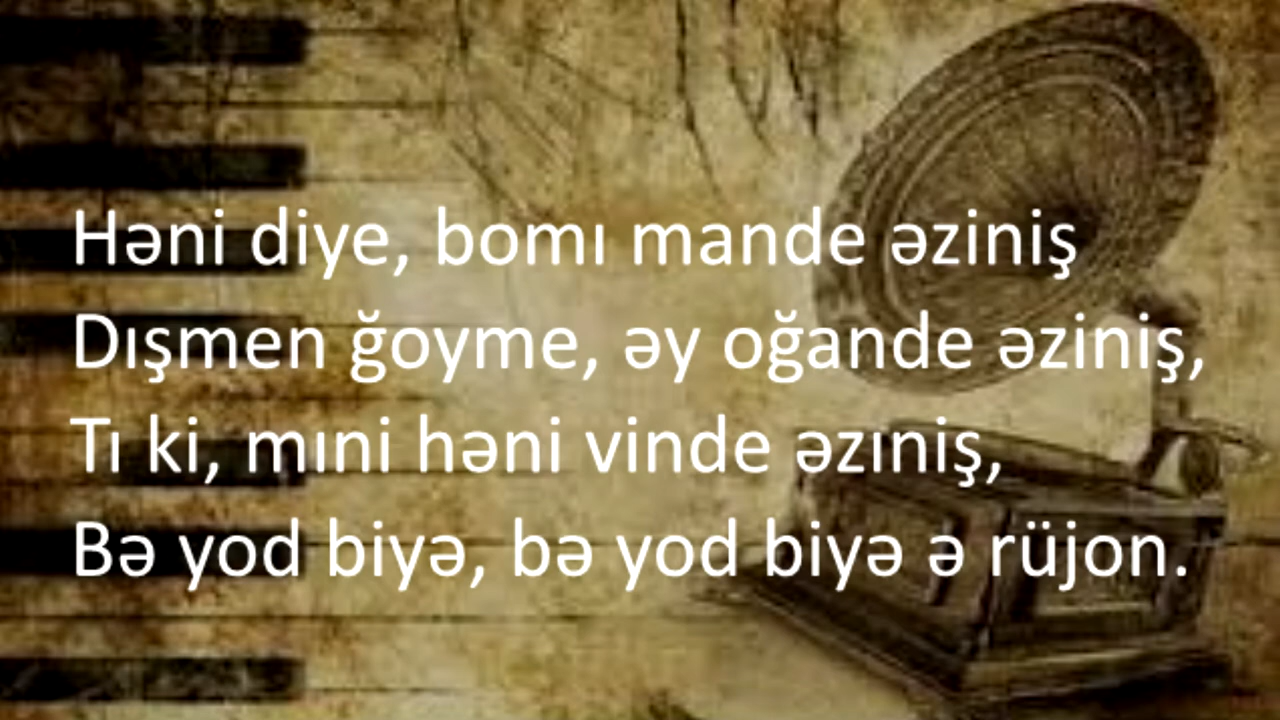 Həni diye, bomı mande əziniş
Dışmen ğoyme, əy oğande əziniş,
Tı ki, mıni həni vinde əzıniş,
Bə yod biyə, bə yod biyə ə rüjon.